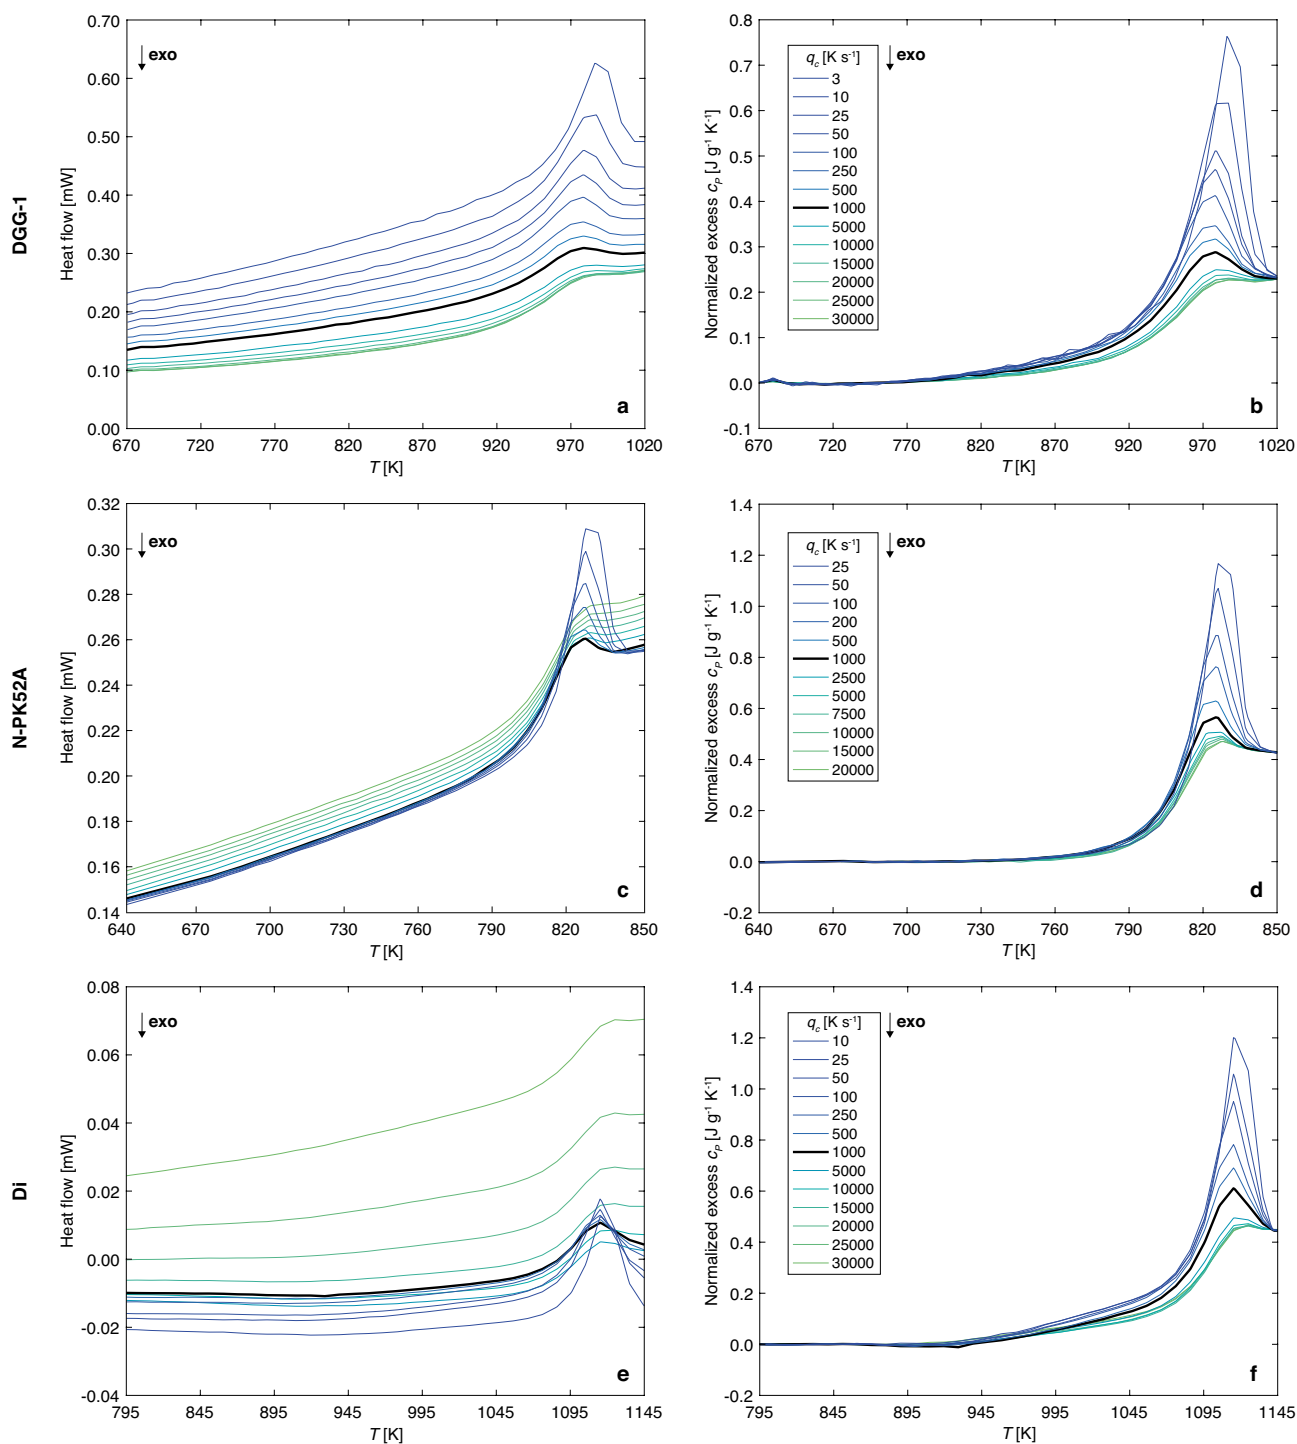 DGG-1
0.70
0.60
0.50
0.40
0.30
0.20
0.10
0.00
Heat flow [mW]
exo
a
670 720 770 820 870 920 970 1020
T [K]
0.8
0.7
0.6
0.5
0.4
0.3
0.2
0.1
0.0
-0.1
Normalized excess cP [J g-1 K-1]
qc [K s-1]
3
10
25
50
100
250
500
1000
5000
10000
15000
20000
25000
30000
exo
b
670 720 770 820 870 920 970 1020
T [K]
N-PK52A
0.32
0.30
0.28
0.26
0.24
0.22
0.20
0.18
0.16
0.14
Heat flow [mW]
exo
c
640 670 700 730 760 790 820 850
T [K]
1.4
1.2
1.0
0.8
0.6
0.4
0.2
0.0
-0.2
Normalized excess cP [J g-1 K-1]
qc [K s-1]
25
50
100
200
500
1000
2500
5000
7500
10000
15000
20000
exo
d
640 670 700 730 760 790 820 850
T [K]
Di
0.08
0.06
0.04
0.02
0.00
-0.02
-0.04
Heat flow [mW]
exo
e
795 845 895 945 995 1045 1095 1145
T [K]
1.4
1.2
1.0
0.8
0.6
0.4
0.2
0.0
-0.2
Normalized excess cP [J g-1 K-1]
qc [K s-1]
10
25
50
100
250
500
1000
5000
10000
15000
20000
25000
30000
exo
f
795 845 895 945 995 1045 1095 1145
T [K]